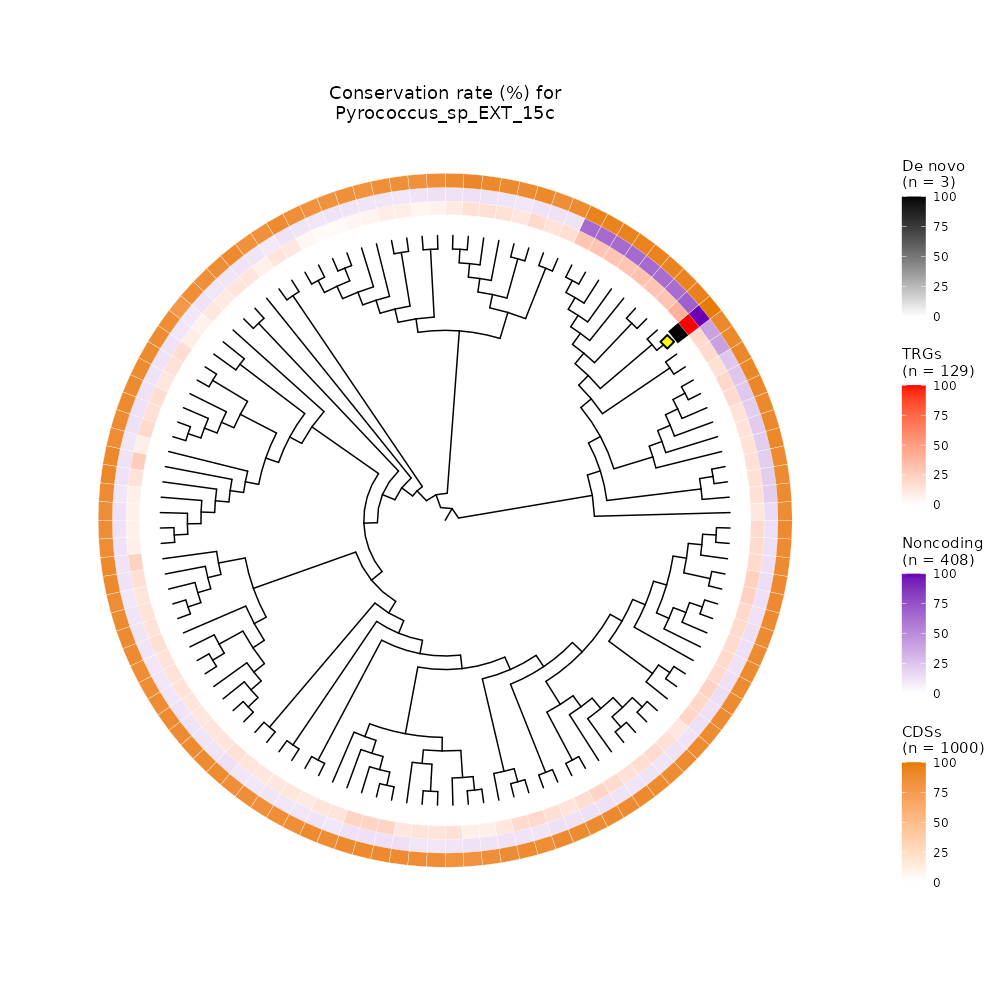 Conservation rate (%) for
Pyrococcus_sp_EXT_15c
De novo
(n = 3)
100
75
50
25
0
TRGs
(n = 129)
100
75
50
25
0
Noncoding
(n = 408)
100
75
50
25
0
CDSs
(n = 1000)
100
75
50
25
0